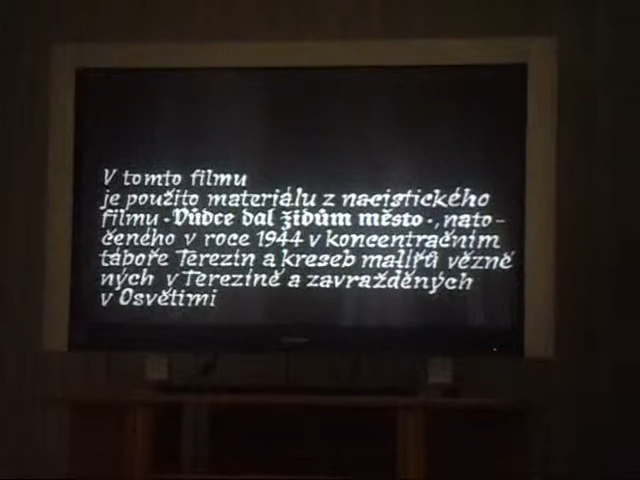 V tomto filmu
je použito materiálu z nacistického
filmu - Vůdce dal židům město -, nato-
čeného v roce 1944 v koncentračním
táboře Terezín a kreseb malířů vězně
ných v Terezíně a zavražděných
v Osvětimi